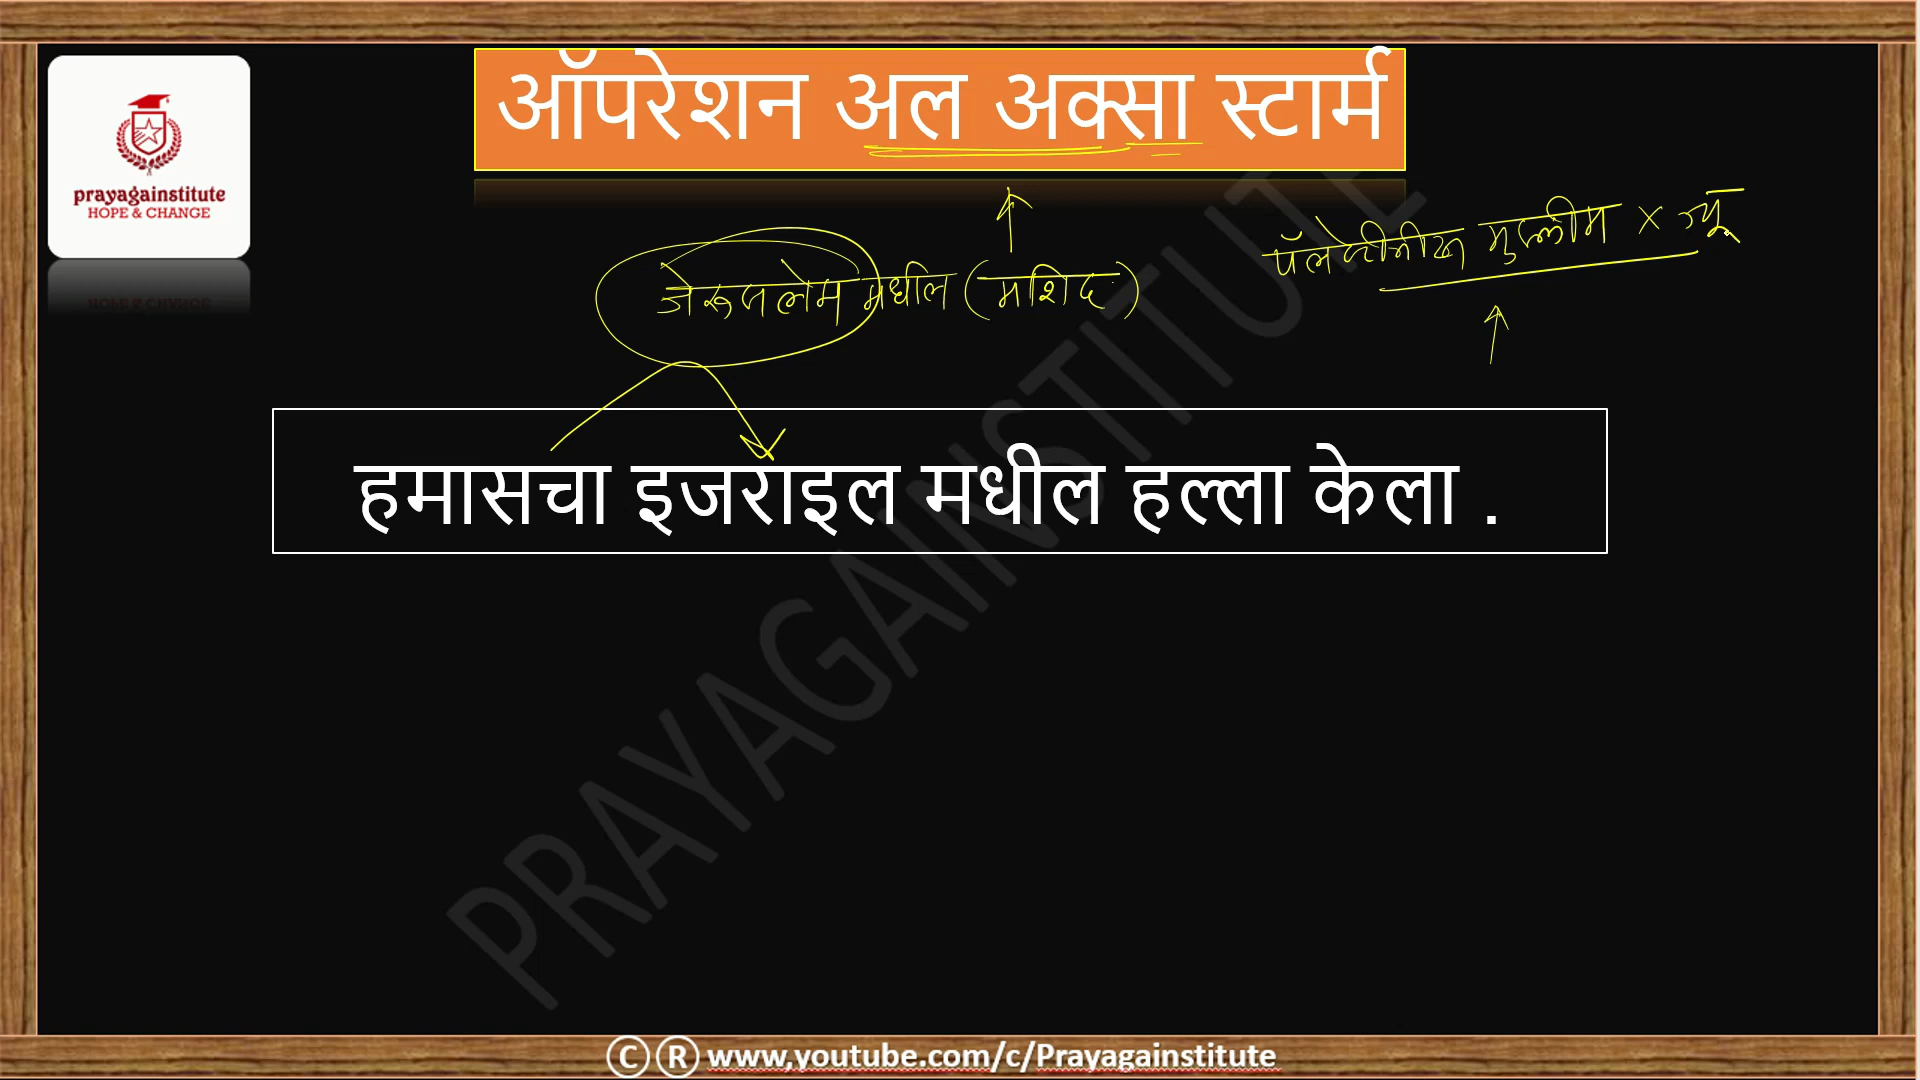 ऑपरेशन अल अक्सा स्टार्म
prayagainstitute
HOPE & CHANGE
मुस्लीम X ज्यू
जेरुसलेम मधील (मशिद)
हमासचा इजराइल मधील हल्ला केला .
PRAYAGAINSTITUTE
Ⓒ Ⓡ www.youtube.com/c/Prayagainstitute